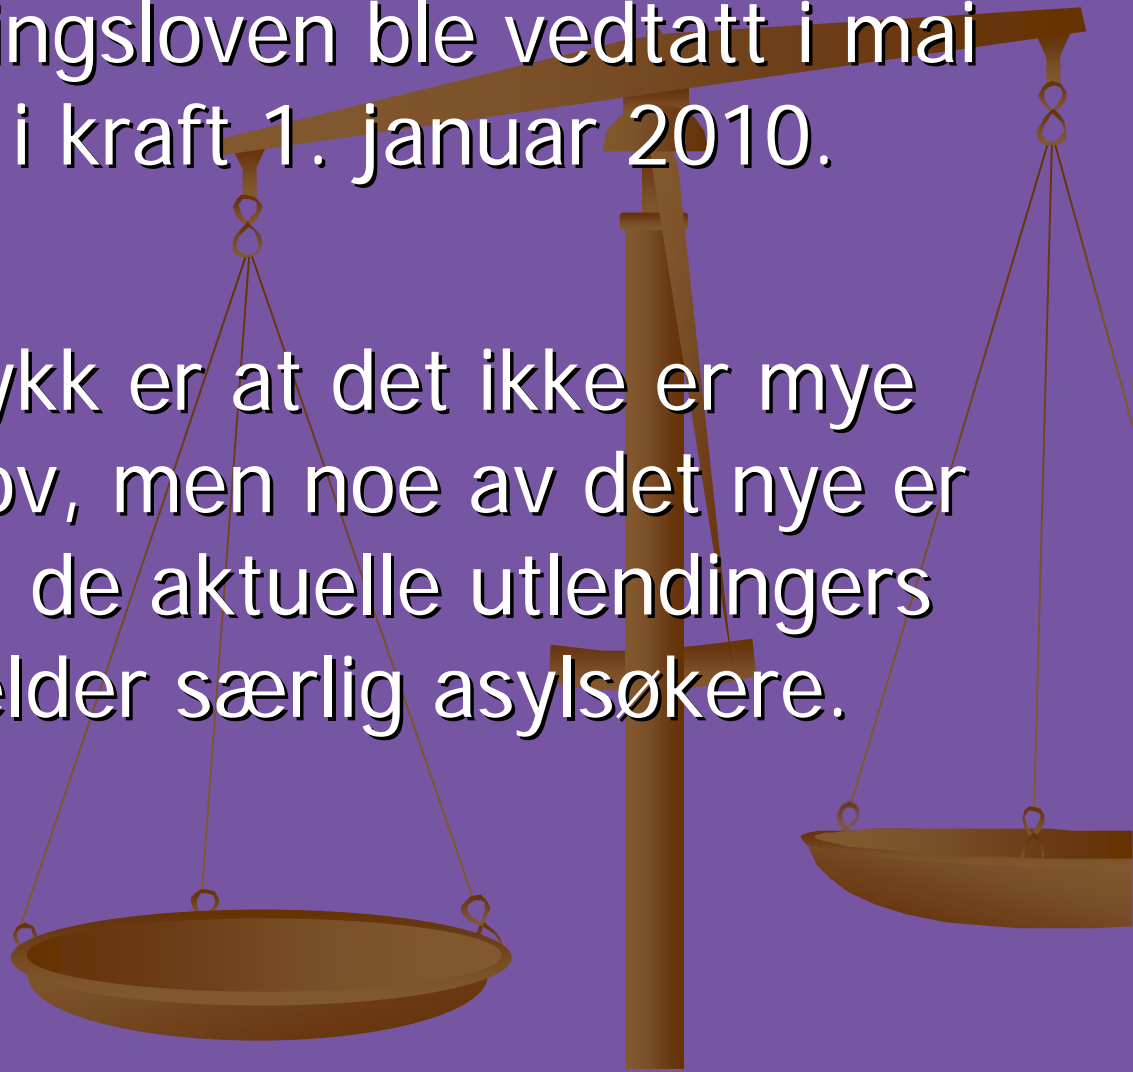 ingsloven ble vedtatt i mai
i kraft 1. januar 2010.
ykk er at det ikke er mye
ov, men noe av det nye er
de aktuelle utlendingers
elder særlig asylsøkere.